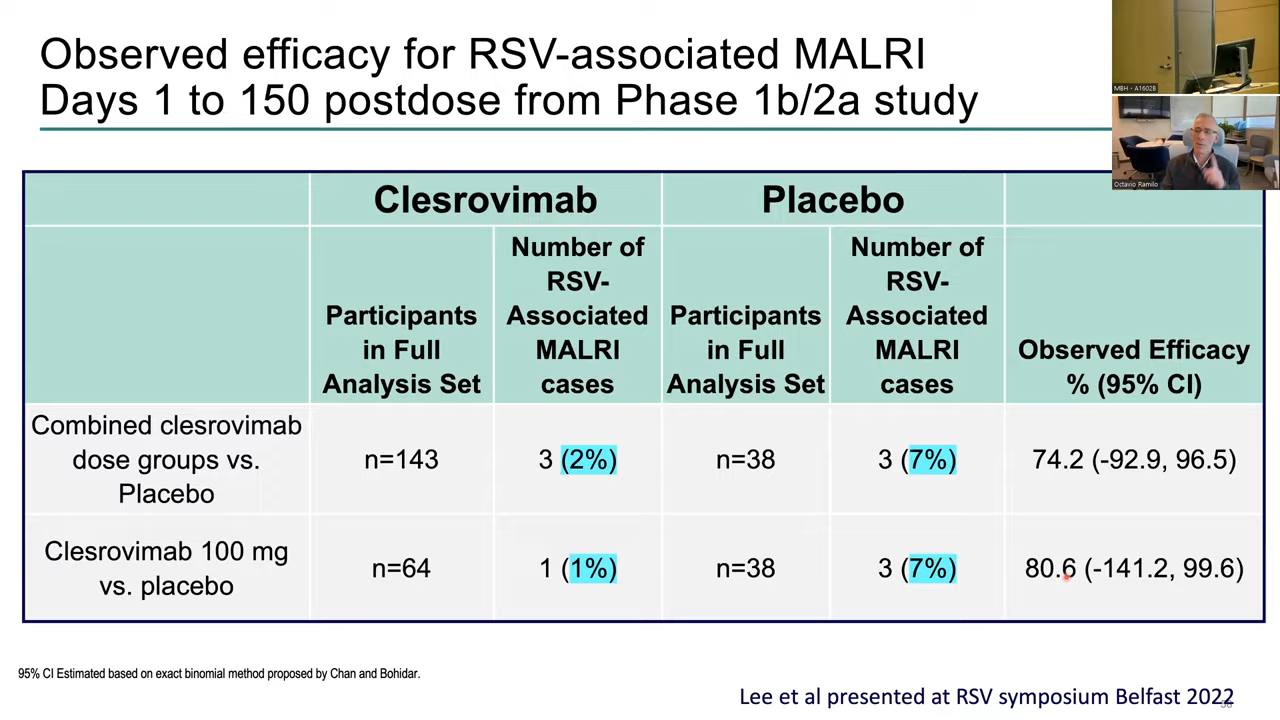 Observed efficacy for RSV-associated MALRI
Days 1 to 150 postdose from Phase 1b/2a study
MBH - A1602B
Octavio Ramilo
Clesrovimab
Placebo
Participants
in Full
Analysis Set
Number of
RSV-
Associated
MALRI
cases
Participants
in Full
Analysis Set
Number of
RSV-
Associated
MALRI
cases
Observed Efficacy
% (95% CI)
Combined clesrovimab
dose groups vs.
Placebo
n=143
3 (2%)
n=38
3 (7%)
74.2 (-92.9, 96.5)
Clesrovimab 100 mg
vs. placebo
n=64
1 (1%)
n=38
3 (7%)
80.6 (-141.2, 99.6)
95% CI Estimated based on exact binomial method proposed by Chan and Bohidar.
Lee et al presented at RSV symposium Belfast 2022